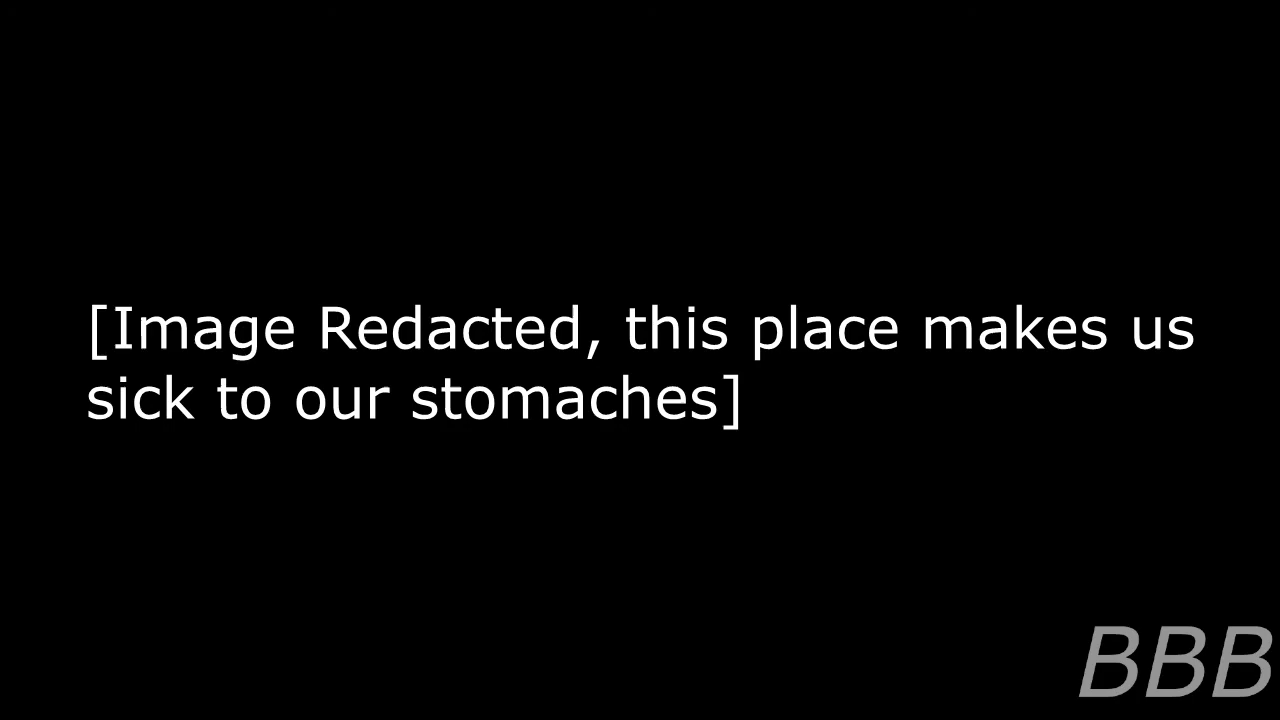 [Image Redacted, this place makes us
sick to our stomaches]
BBB